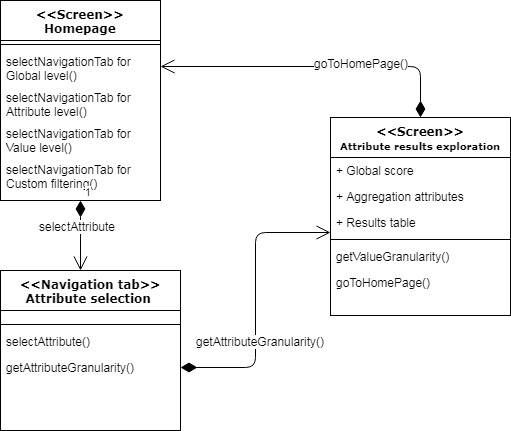 <<Screen>>
Homepage
selectNavigationTab for
Global level()
selectNavigationTab for
Attribute level()
selectNavigationTab for
Value level()
selectNavigationTab for
Custom filtering()
1
selectAttribute
<<Navigation tab>>
Attribute selection
selectAttribute()
getAttributeGranularity()
getAttributeGranularity()
goToHomePage()
<<Screen>>
Attribute results exploration
+ Global score
+ Aggregation attributes
+ Results table
getValueGranularity()
goToHomePage()